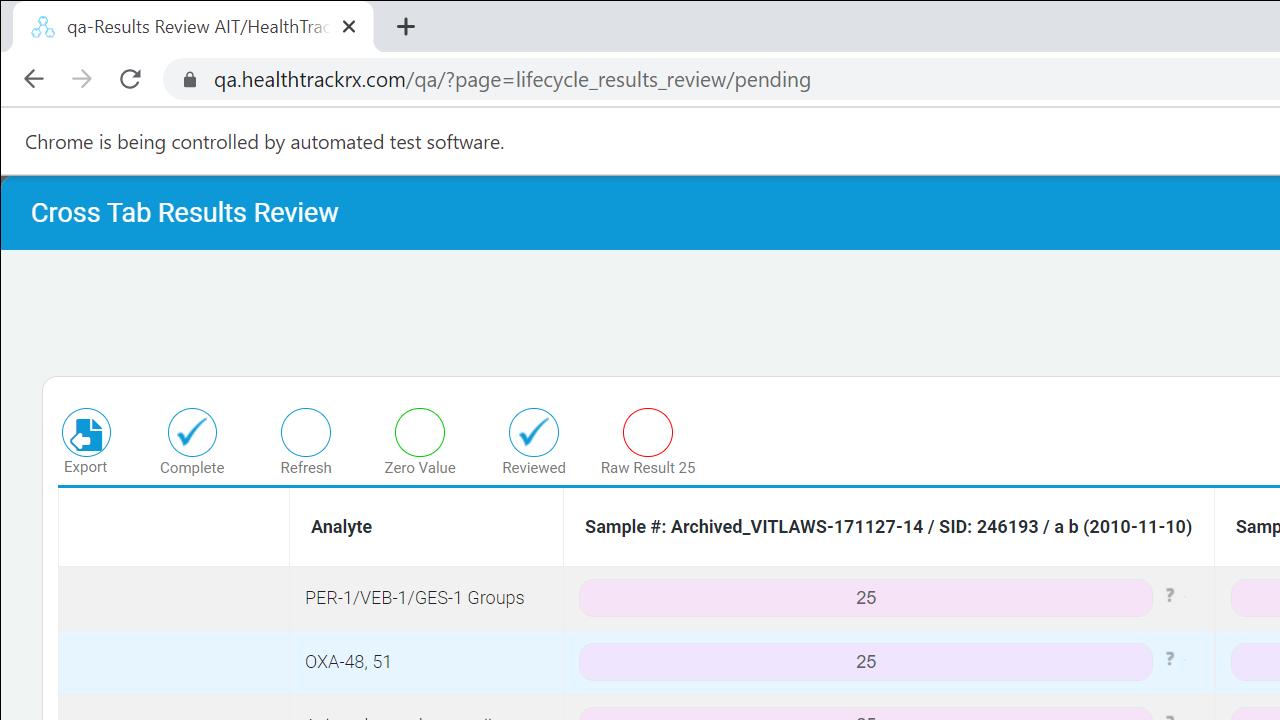 qa-Results Review AIT/HealthTrac
qa.healthtrackrx.com/qa/?page=lifecycle_results_review/pending
Chrome is being controlled by automated test software.
Cross Tab Results Review
Export Complete Refresh Zero Value Reviewed Raw Result 25
Analyte Sample #: Archived_VITLAWS-171127-14 / SID: 246193 / a b (2010-11-10) Samp
PER-1/VEB-1/GES-1 Groups 25 ?
OXA-48, 51 25 ?